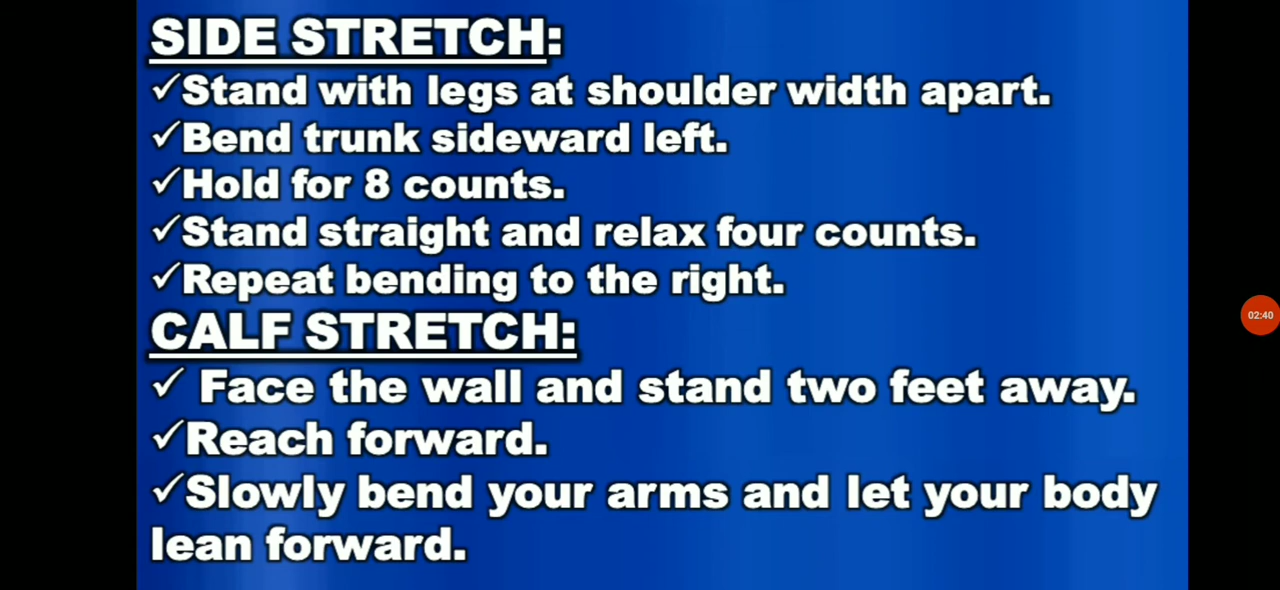 SIDE STRETCH:
✓Stand with legs at shoulder width apart.
✓Bend trunk sideward left.
✓Hold for 8 counts.
✓Stand straight and relax four counts.
✓Repeat bending to the right.
CALF STRETCH:
✓ Face the wall and stand two feet away.
✓Reach forward.
✓Slowly bend your arms and let your body
lean forward.
02:40